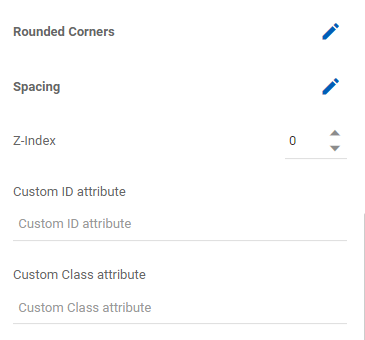 Rounded Corners
Spacing
Z-Index 0
Custom ID attribute
Custom ID attribute
Custom Class attribute
Custom Class attribute